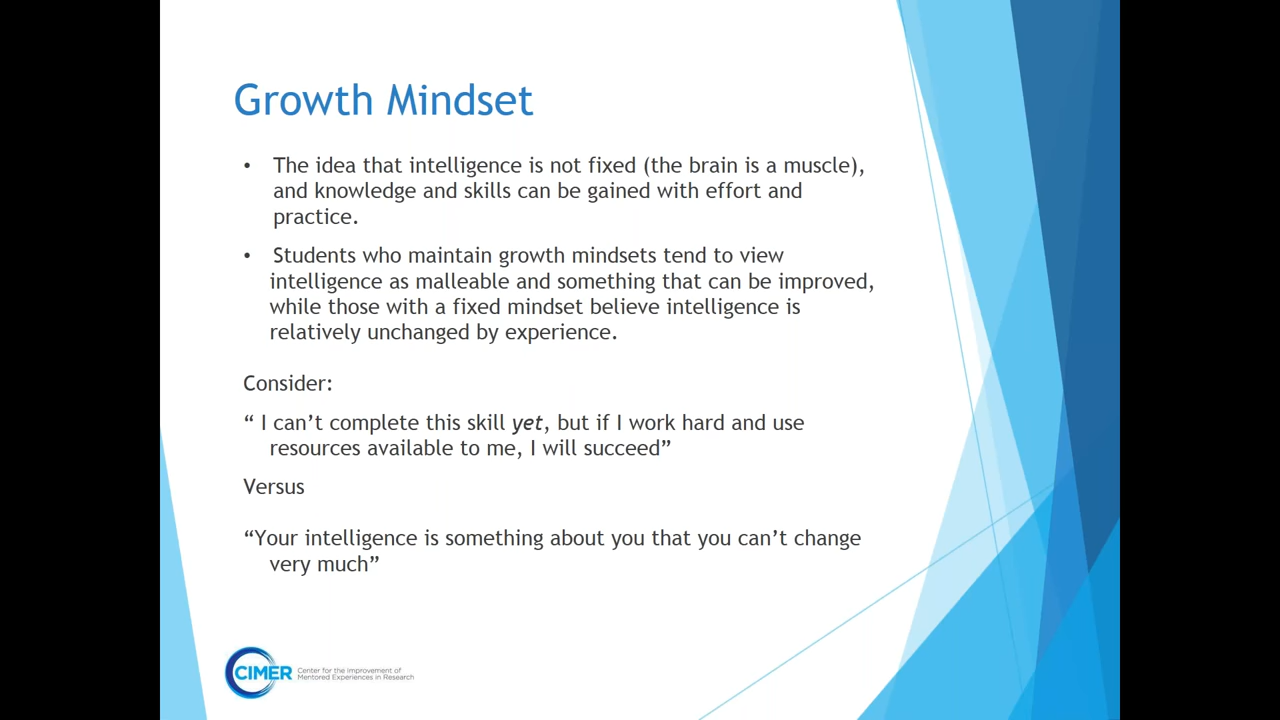 Growth Mindset
• The idea that intelligence is not fixed (the brain is a muscle),
and knowledge and skills can be gained with effort and
practice.
• Students who maintain growth mindsets tend to view
intelligence as malleable and something that can be improved,
while those with a fixed mindset believe intelligence is
relatively unchanged by experience.
Consider:
“ I can’t complete this skill yet, but if I work hard and use
resources available to me, I will succeed”
Versus
“Your intelligence is something about you that you can’t change
very much”
CIMER
Center for the Improvement of
Mentored Experiences in Research